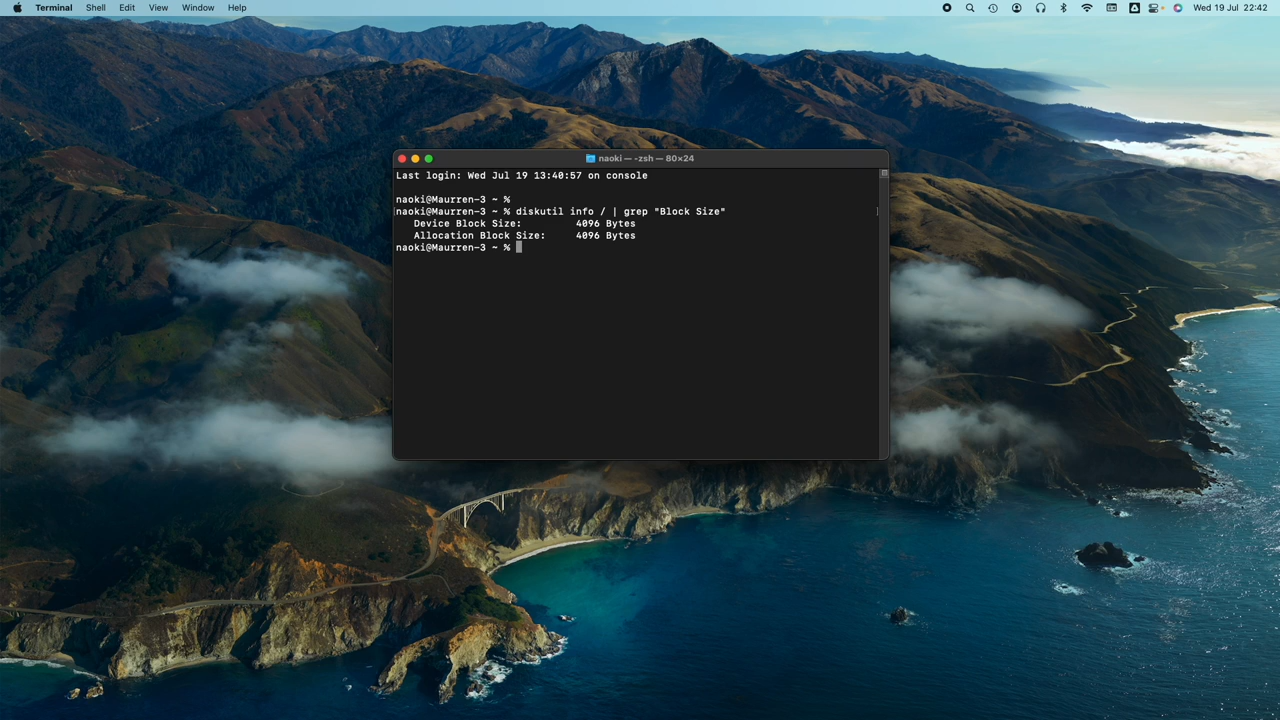 Terminal Shell Edit View Window Help Wed 19 Jul 22:42
naoki — -zsh — 80×24
Last login: Wed Jul 19 13:40:57 on console
naoki@Maurren-3 ~ %
naoki@Maurren-3 ~ % diskutil info / | grep "Block Size"
Device Block Size: 4096 Bytes
Allocation Block Size: 4096 Bytes
naoki@Maurren-3 ~ %